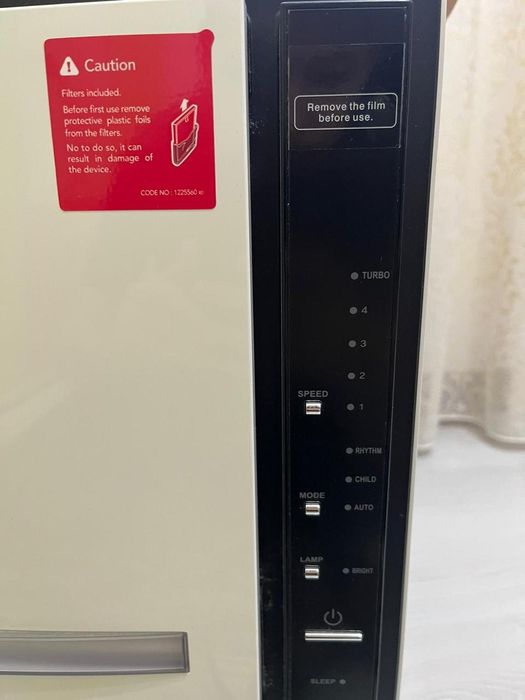 Caution
Filters included.
Before first use remove
protective plastic foils
from the filters.
No to do so, it can
result in damage of
the device.
CODE NO : 1225560 xo
Remove the film
before use.
TURBO
4
3
2
SPEED
1
RHYTHM
CHILD
MODE
AUTO
LAMP
BRIGHT
SLEEP